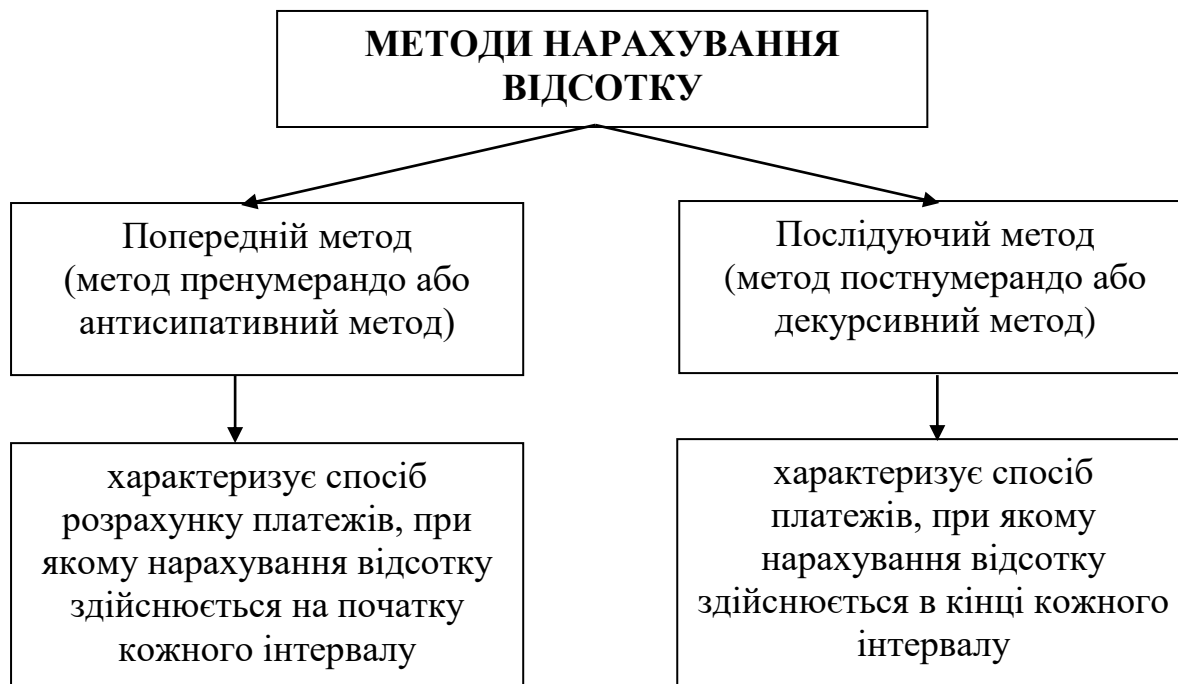 МЕТОДИ НАРАХУВАННЯ
ВІДСОТКУ
Попередній метод
(метод пренумерандо або
антисипативний метод)
Послідуючий метод
(метод постнумерандо або
декурсивний метод)
характеризує спосіб
розрахунку платежів, при
якому нарахування відсотку
здійснюється на початку
кожного інтервалу
характеризує спосіб
платежів, при якому
нарахування відсотку
здійснюється в кінці кожного
інтервалу